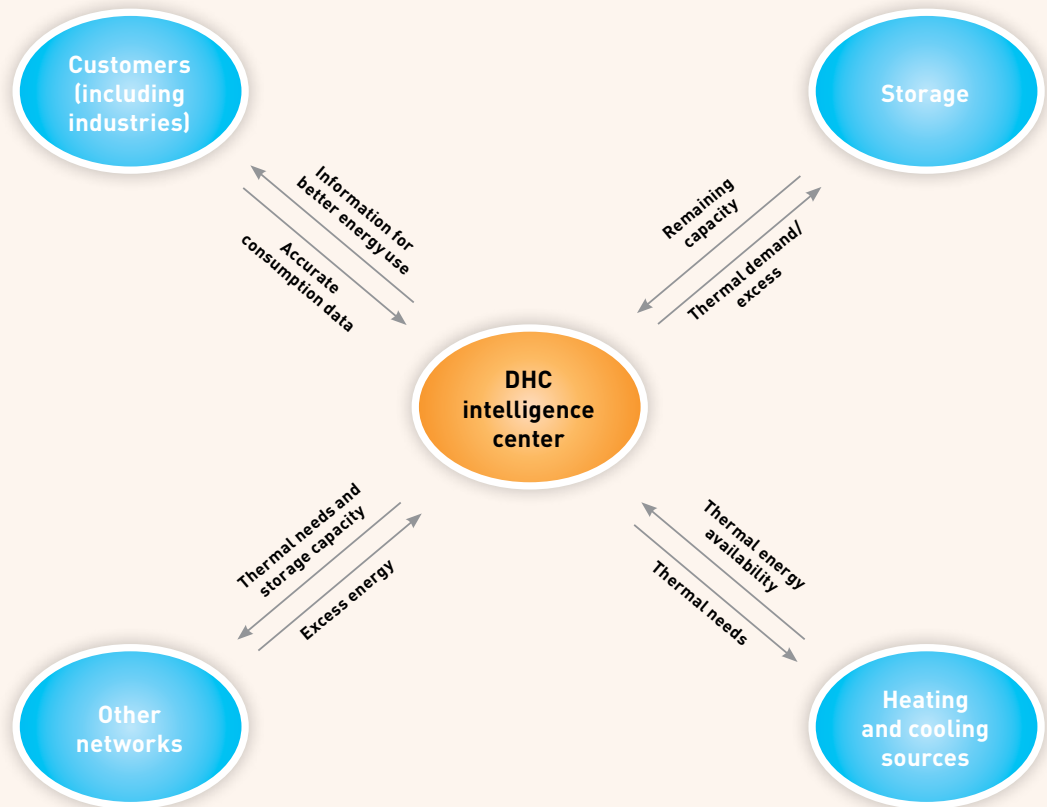 Customers
(including
industries)
Storage
Information for
better energy use
Accurate
consumption data
Remaining
capacity
Thermal demand/
excess
DHC
intelligence
center
Thermal needs and
storage capacity
Excess energy
Thermal energy
availability
Thermal needs
Other
networks
Heating
and cooling
sources